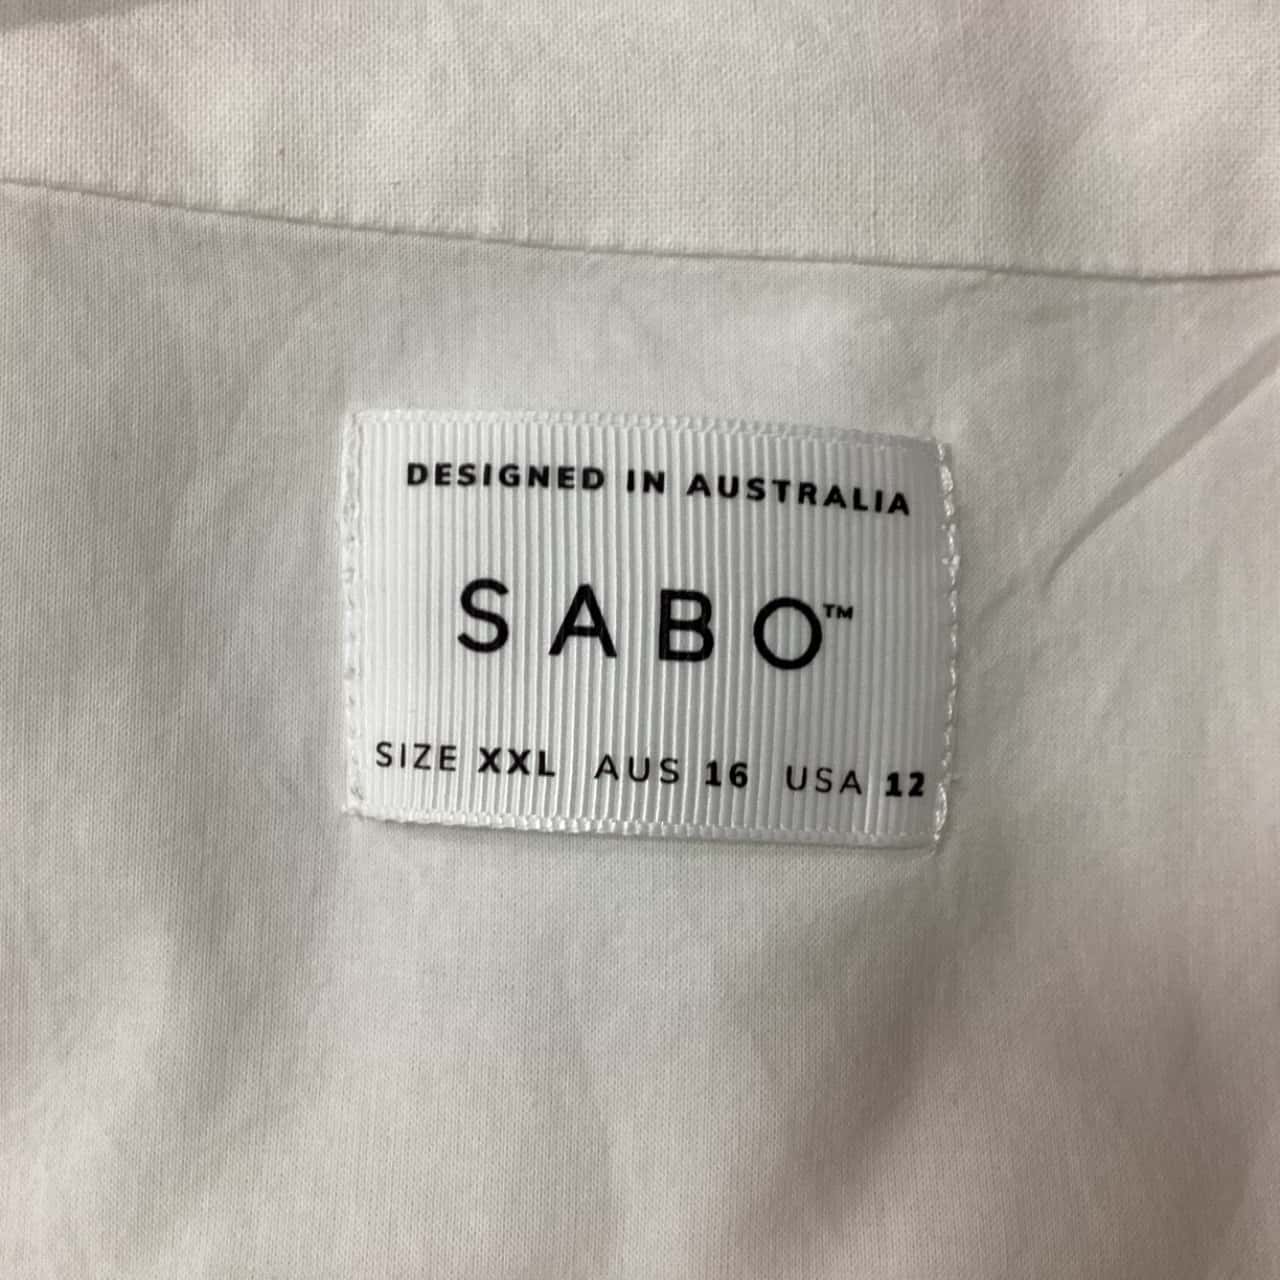 DESIGNED IN AUSTRALIA
SABO™
SIZE XXL AUS 16 USA 12